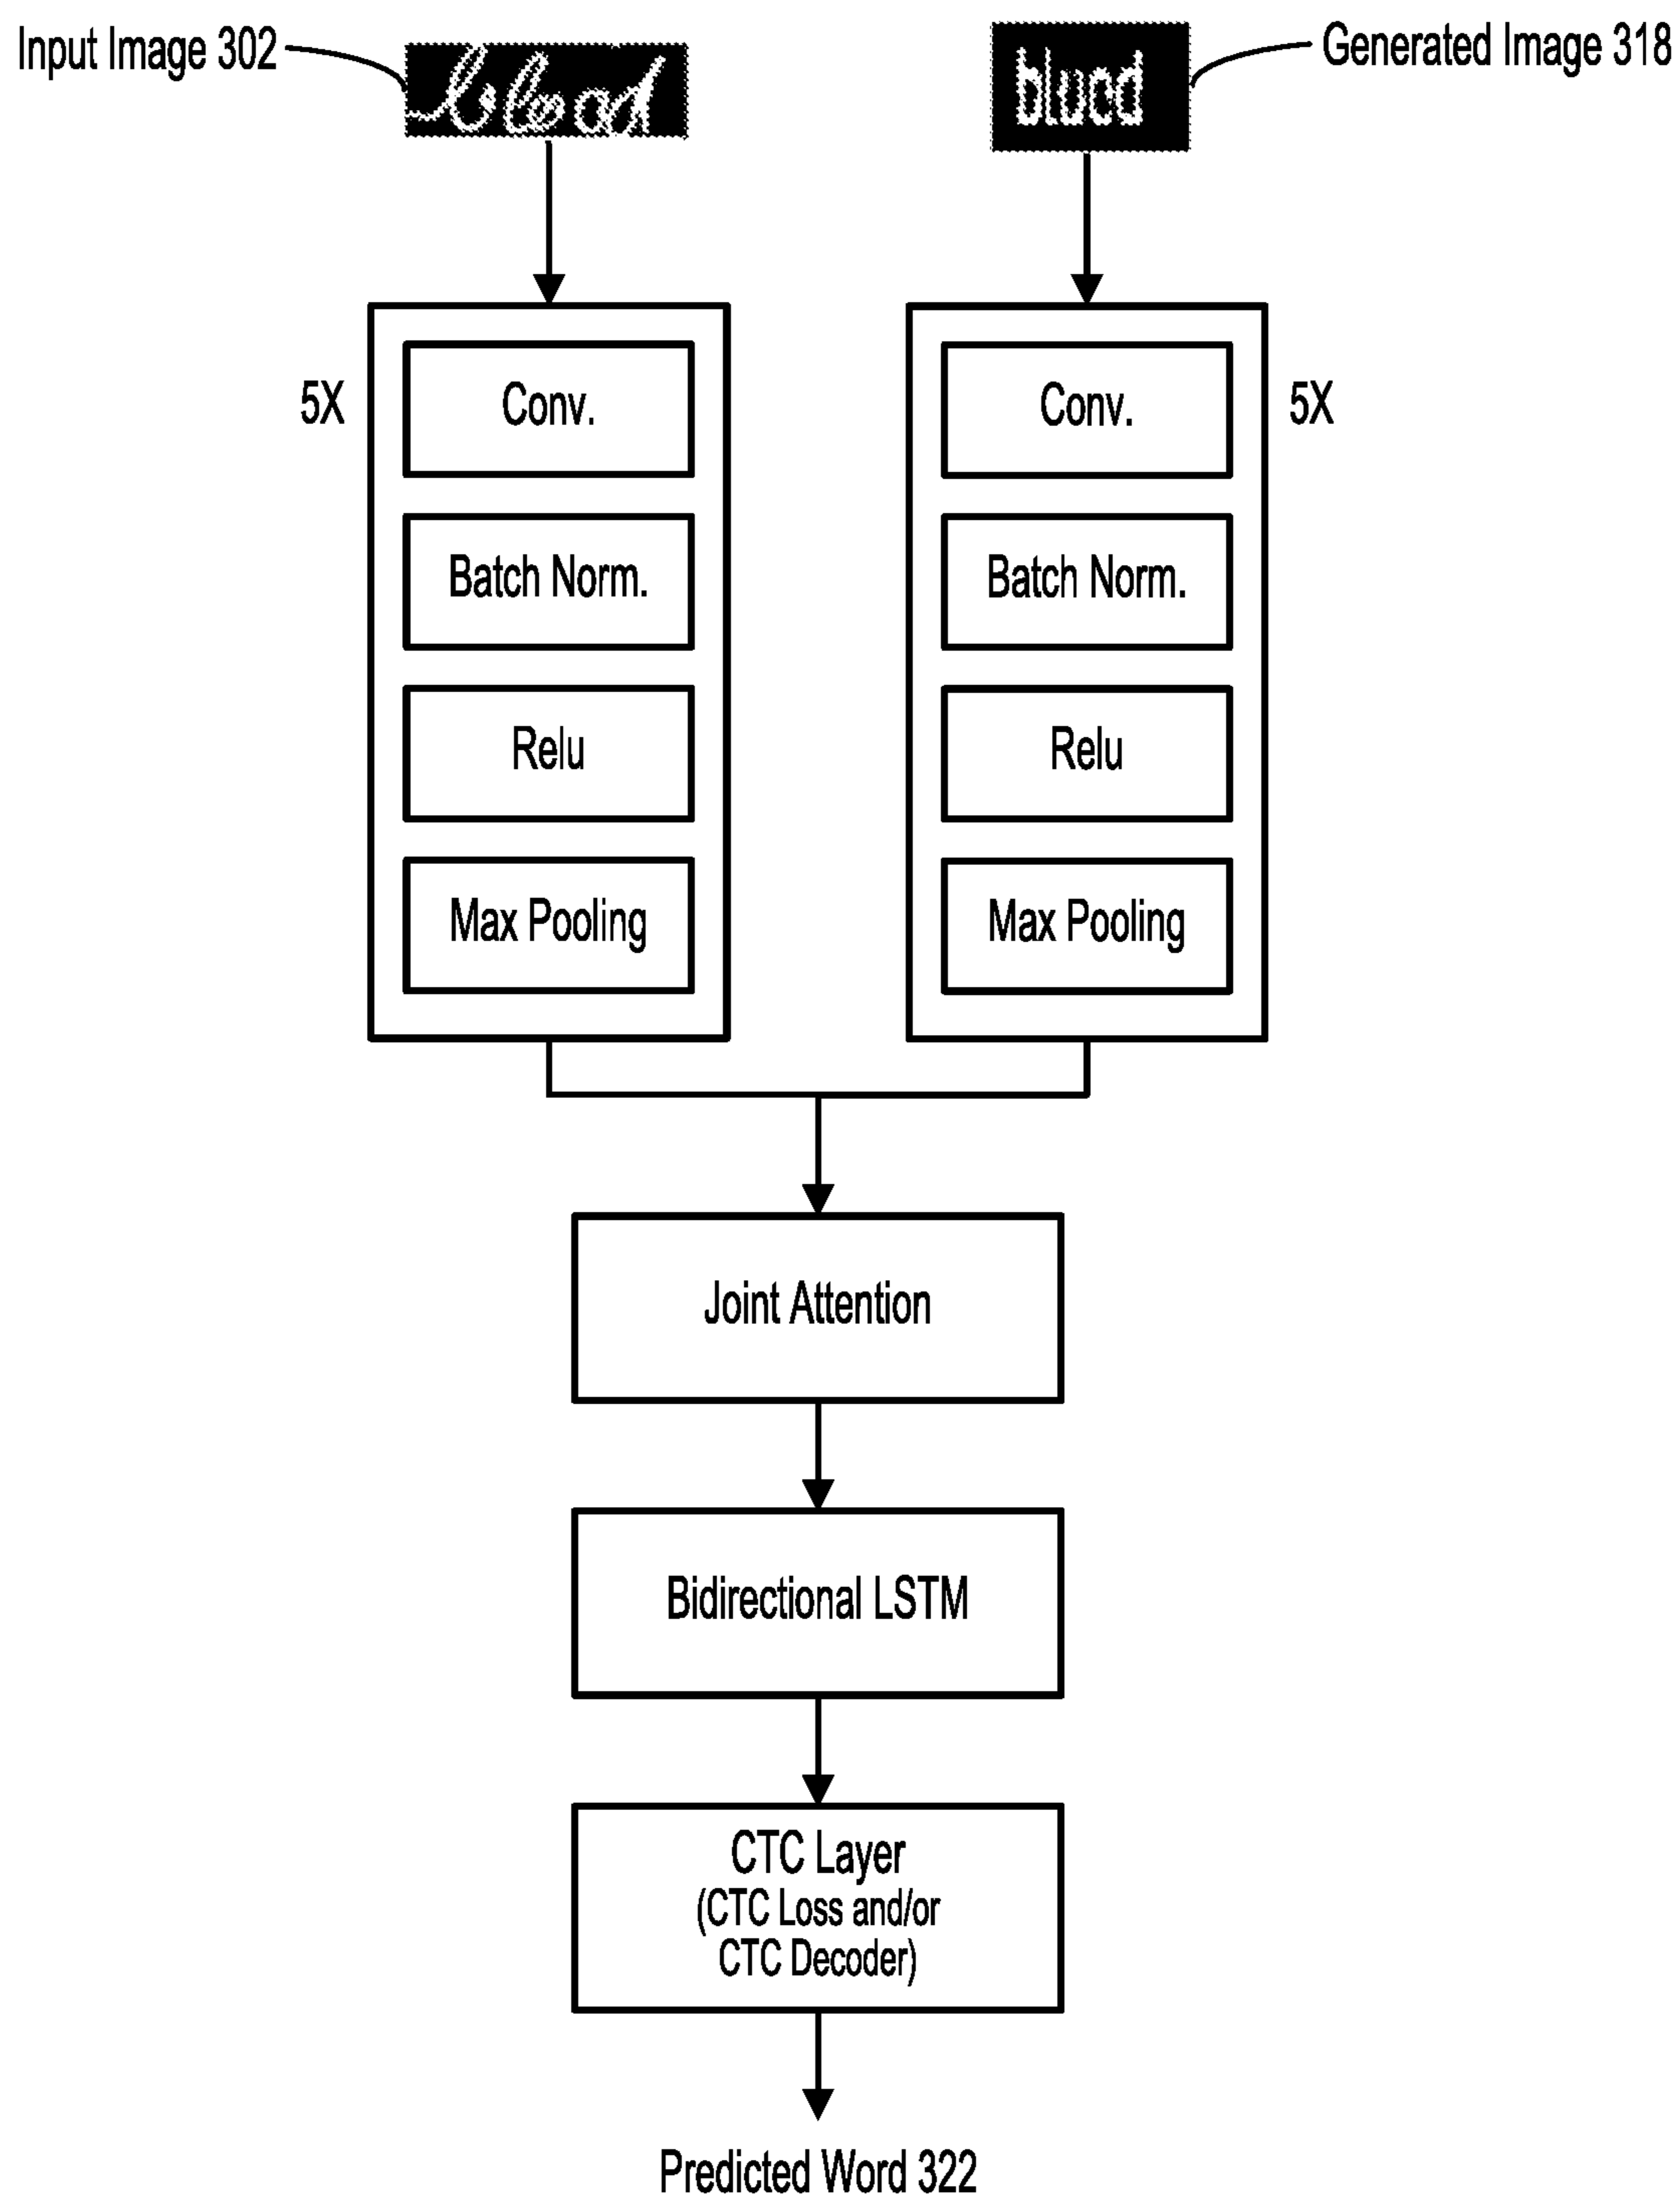 Input Image 302
Generated Image 318
blood
bluod
5X
Conv.
Batch Norm.
Relu
Max Pooling
Conv.
5X
Batch Norm.
Relu
Max Pooling
Joint Attention
Bidirectional LSTM
CTC Layer
(CTC Loss and/or
CTC Decoder)
Predicted Word 322